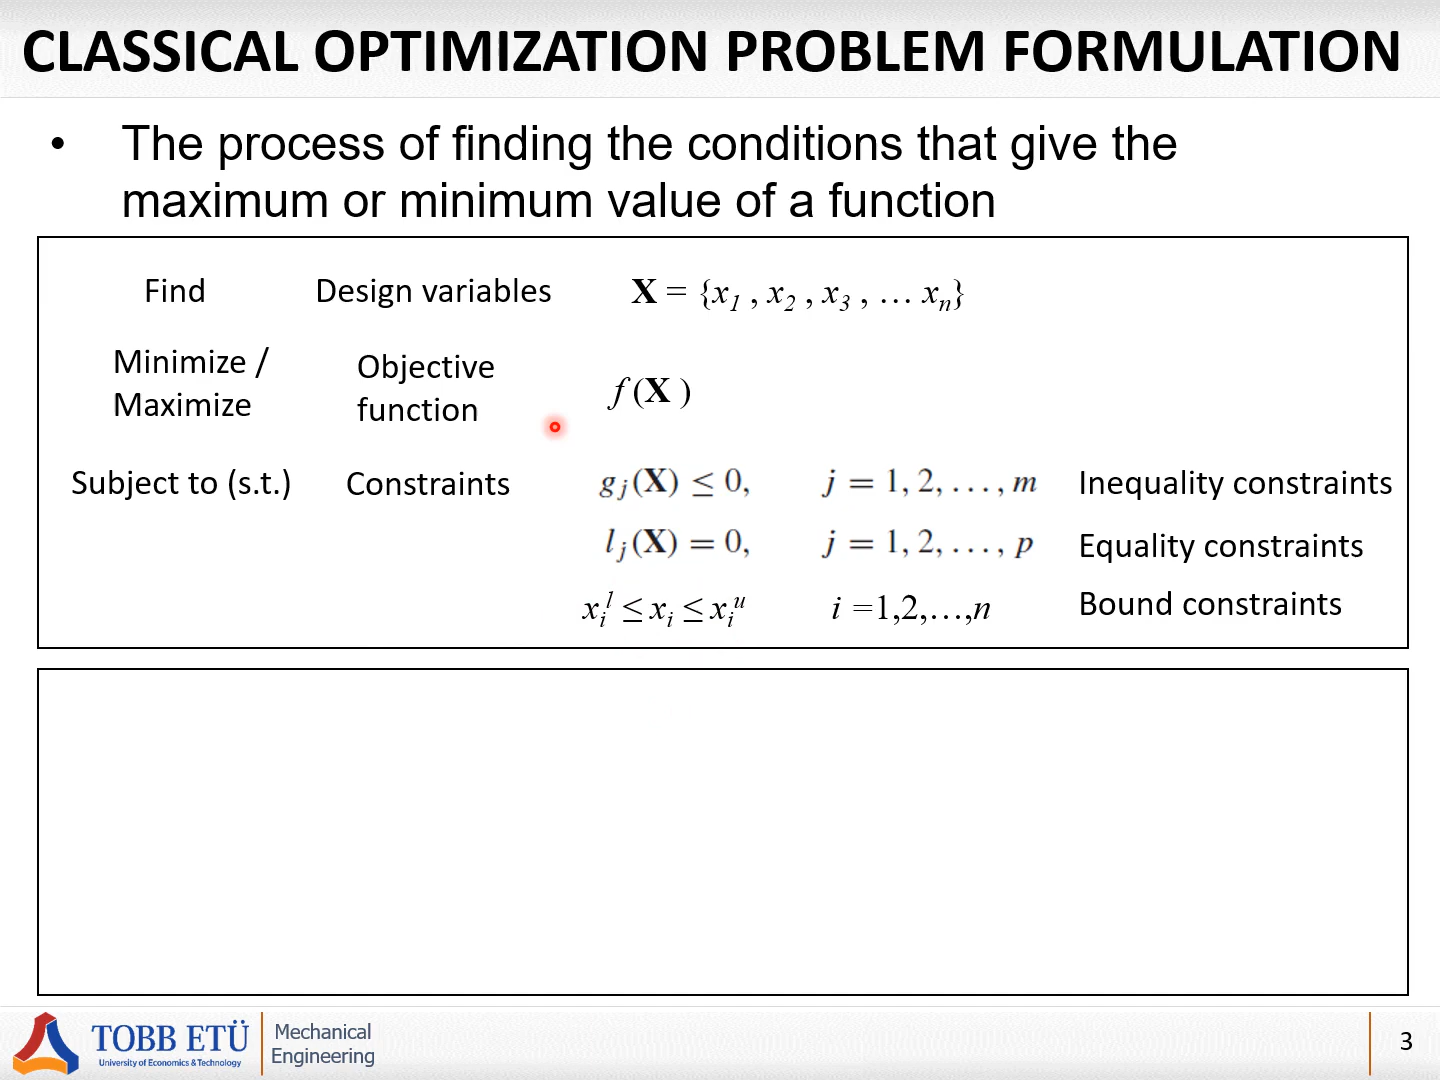 CLASSICAL OPTIMIZATION PROBLEM FORMULATION
• The process of finding the conditions that give the
maximum or minimum value of a function
Find Design variables X = {x1 , x2 , x3 , … xn}
Minimize / Maximize Objective function f (X )
Subject to (s.t.) Constraints gj(X) ≤ 0, j = 1, 2, . . . , m Inequality constraints
lj(X) = 0, j = 1, 2, . . . , p Equality constraints
xi^l ≤ xi ≤ xi^u i =1,2,…,n Bound constraints
TOBB ETÜ
University of Economics & Technology
Mechanical
Engineering
3